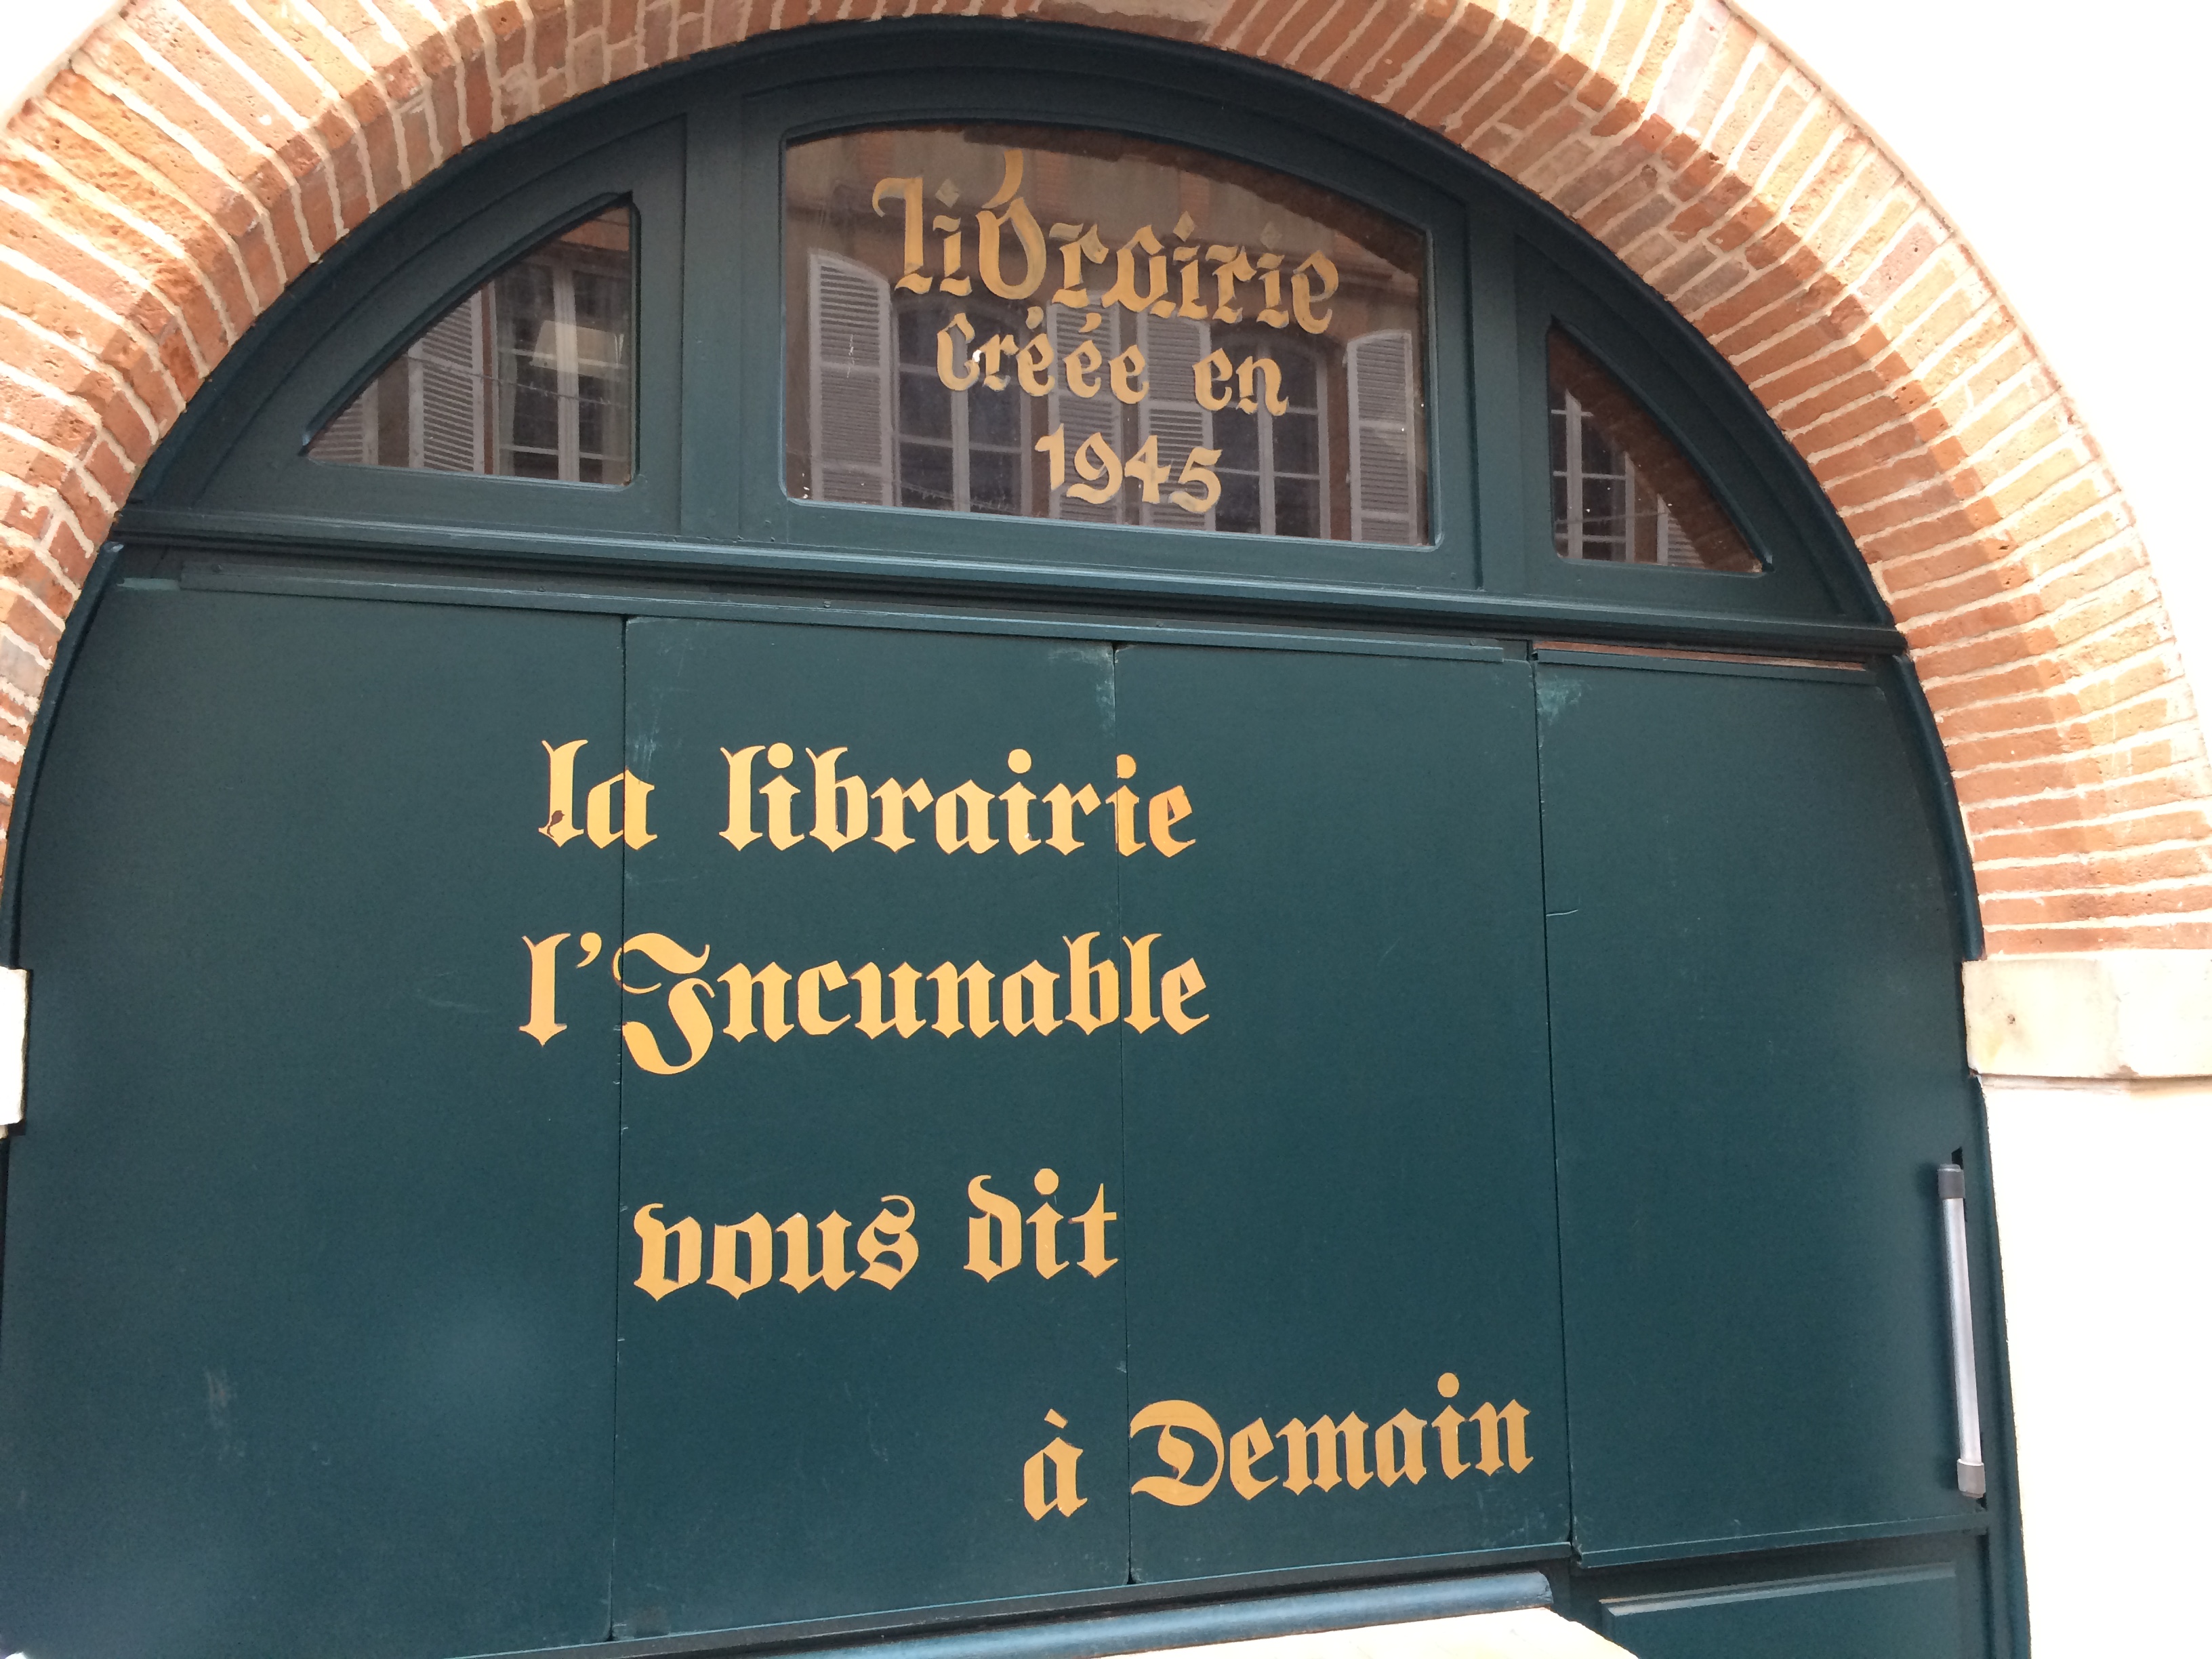 librairie
Créée en
1945
la librairie
l'Incunable
vous dit
à Demain